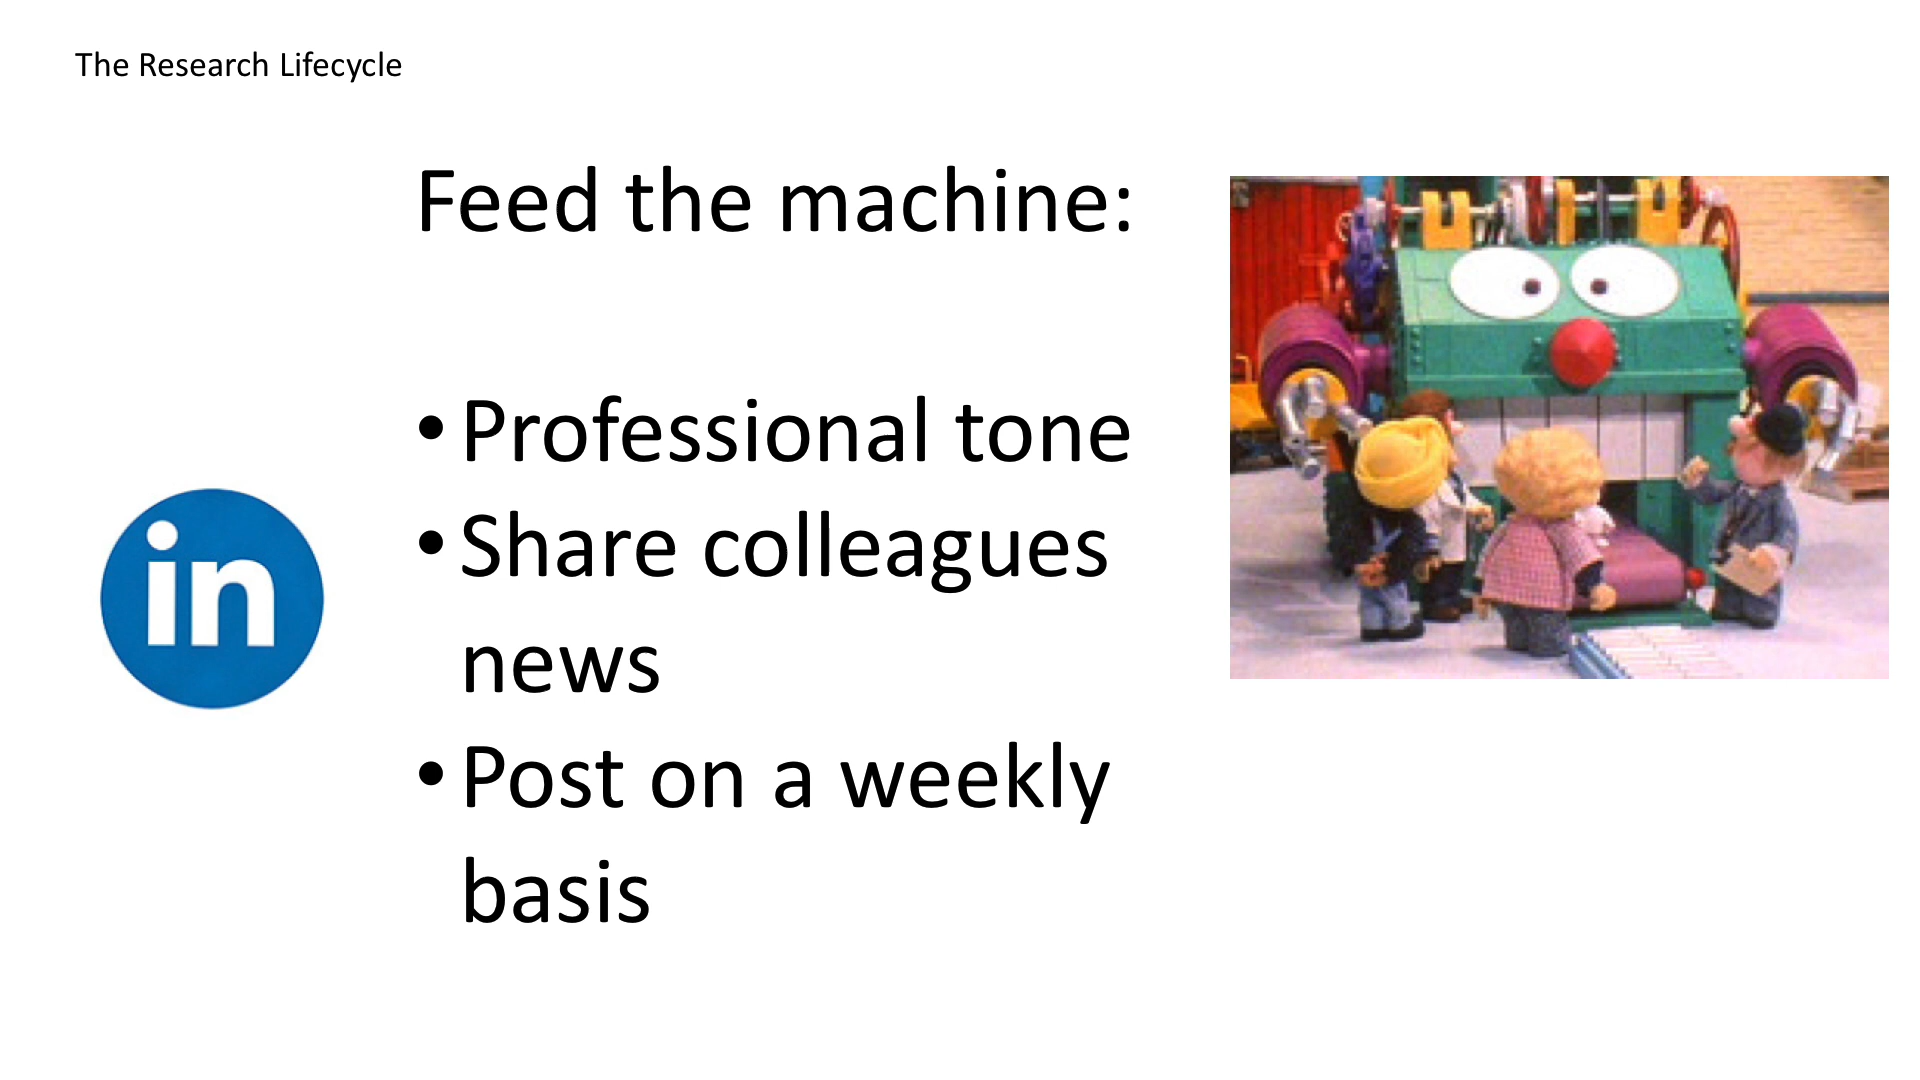 The Research Lifecycle
Feed the machine:
• Professional tone
• Share colleagues
news
• Post on a weekly
basis
in